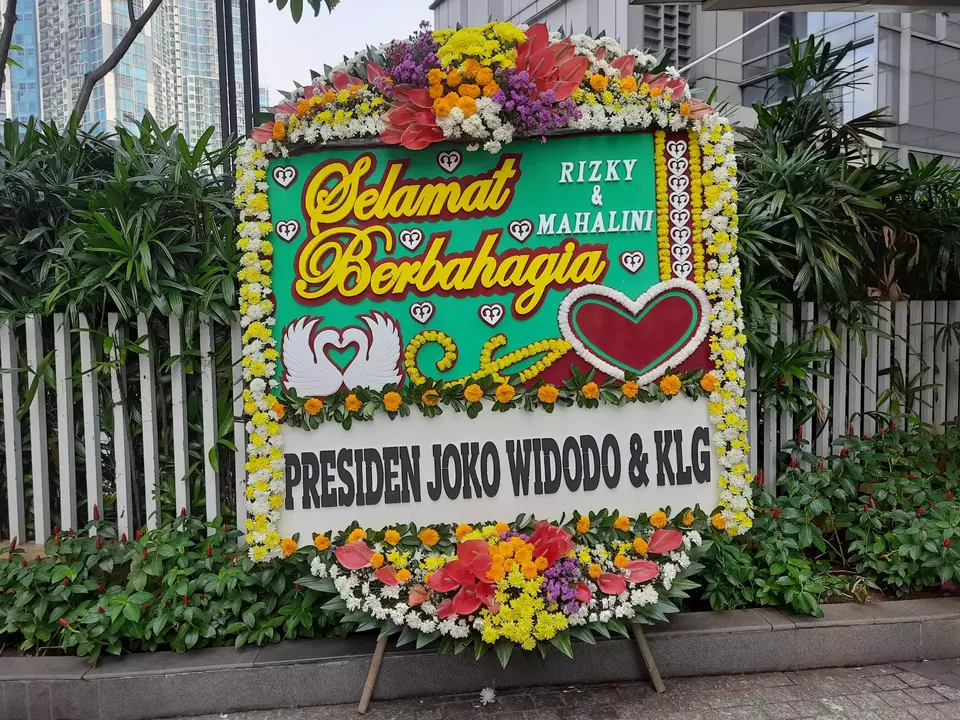 Selamat
Berbahagia
RIZKY
&
MAHALINI
PRESIDEN JOKO WIDODO & KLG